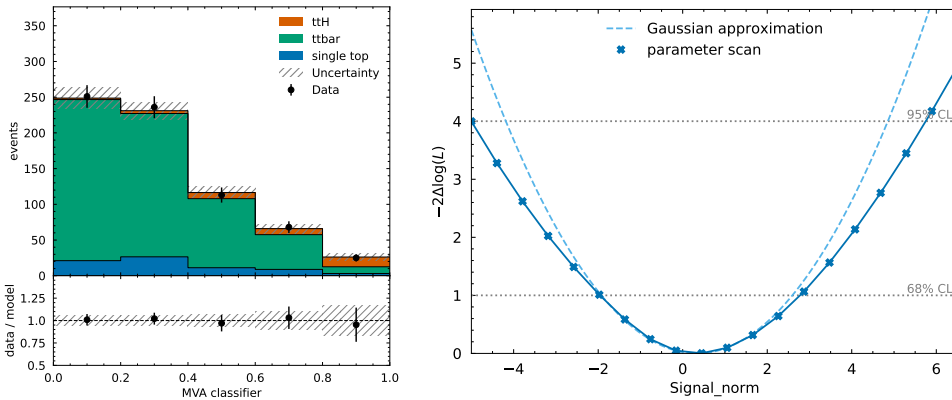 ttH
ttbar
single top
Uncertainty
Data
350
300
250
200
150
100
50
0
events
1.25
1.0
0.75
0.5
data / model
0.0 0.2 0.4 0.6 0.8 1.0
MVA classifier
Gaussian approximation
parameter scan
95% CL
68% CL
5
4
3
2
1
0
−2Δlog(L)
−4 −2 0 2 4 6
Signal_norm